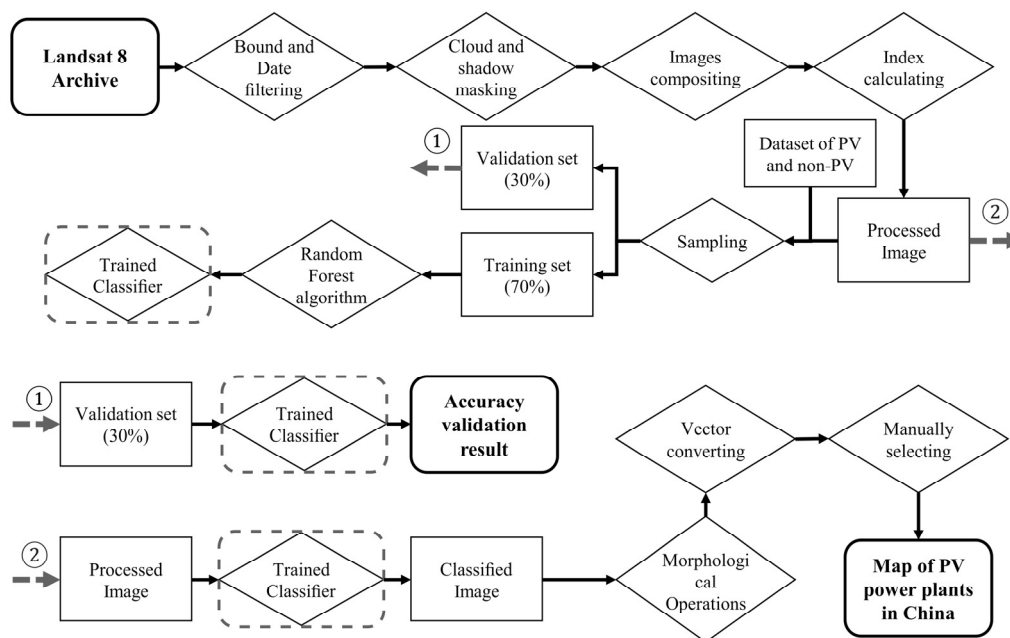 Landsat 8
Archive
Bound and
Date
filtering
Cloud and
shadow
masking
Images
compositing
Index
calculating
①
Validation set
(30%)
Dataset of PV
and non-PV
②
Processed
Image
Sampling
Training set
(70%)
Random
Forest
algorithm
Trained
Classifier
①
Validation set
(30%)
Trained
Classifier
Accuracy
validation
result
Vector
converting
Manually
selecting
②
Processed
Image
Trained
Classifier
Classified
Image
Morphologi
cal
Operations
Map of PV
power plants
in China